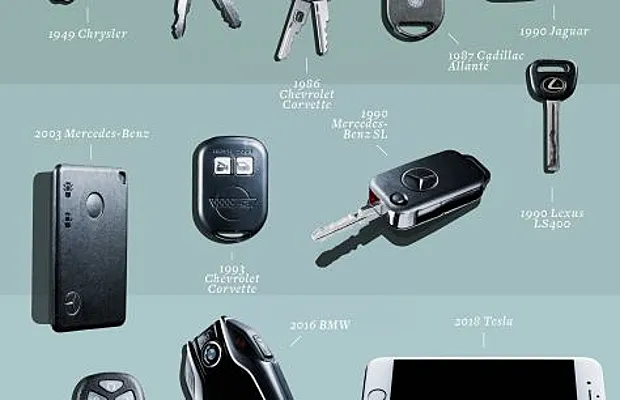 1949 Chrysler
1986
Chevrolet
Corvette
1987 Cadillac
Allanté
1990 Jaguar
2003 Mercedes-Benz
1990
Mercedes-
Benz SL
1993
Chevrolet
Corvette
1990 Lexus
LS400
2016 BMW
2018 Tesla